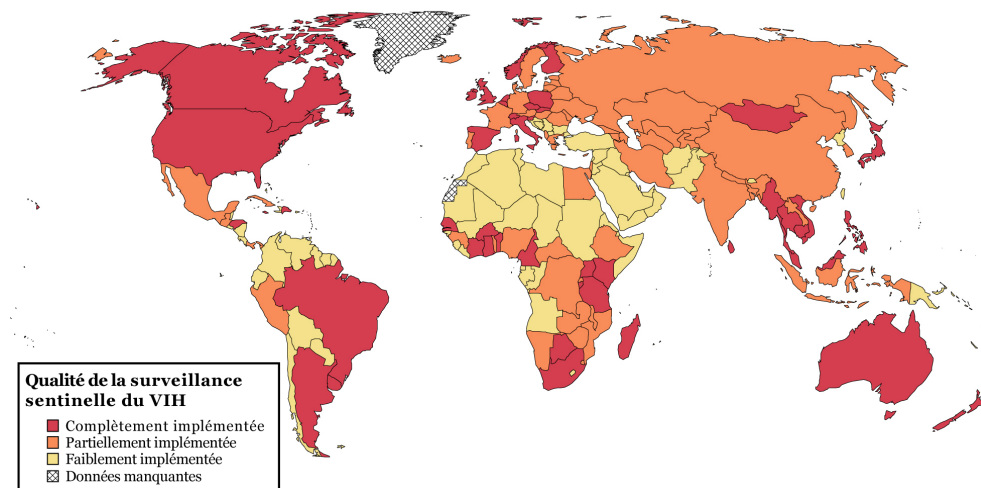 Qualité de la surveillance
sentinelle du VIH
Complètement implémentée
Partiellement implémentée
Faiblement implémentée
Données manquantes